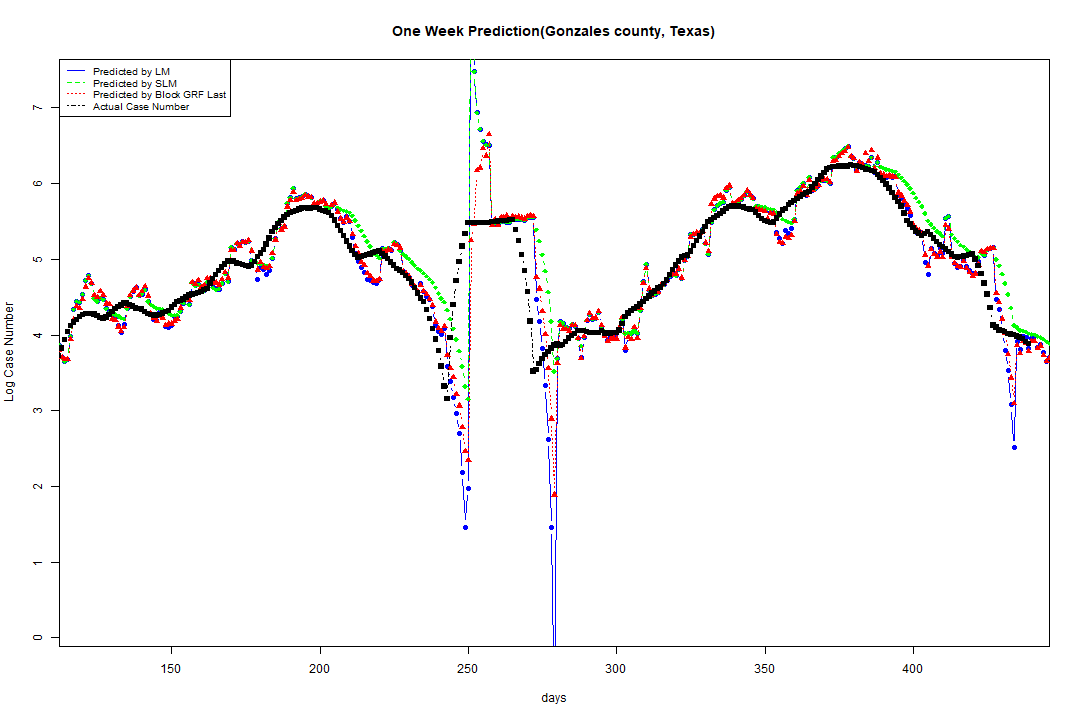 One Week Prediction(Gonzales county, Texas)
Predicted by LM
Predicted by SLM
Predicted by Block GRF Last
Actual Case Number
Log Case Number
7
6
5
4
3
2
1
0
150 200 250 300 350 400
days